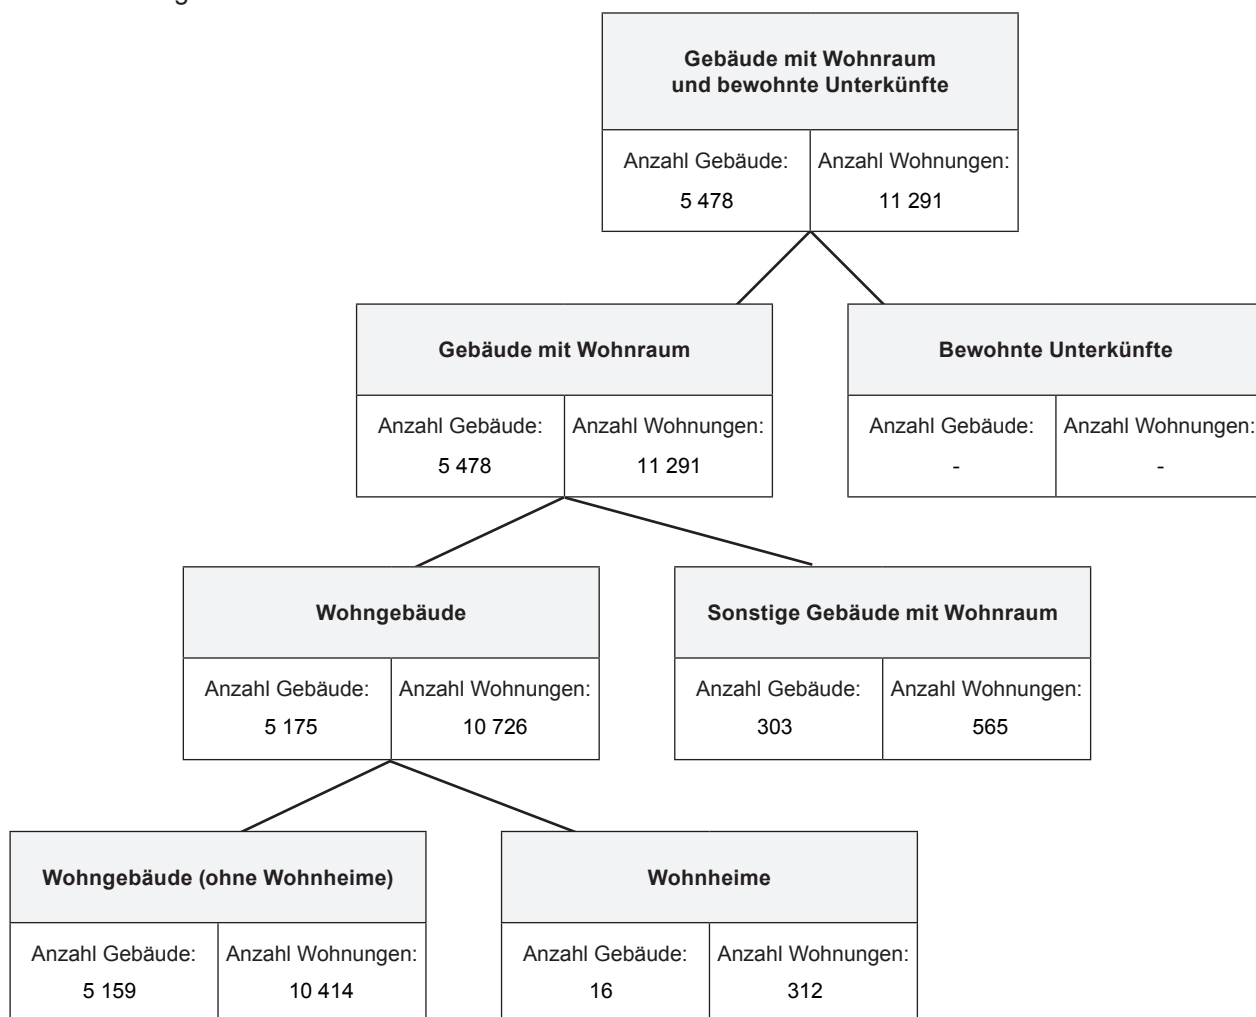 Gebäude mit Wohnraum
und bewohnte Unterkünfte
Anzahl Gebäude: Anzahl Wohnungen:
5 478 11 291
Gebäude mit Wohnraum Bewohnte Unterkünfte
Anzahl Gebäude: Anzahl Wohnungen: Anzahl Gebäude: Anzahl Wohnungen:
5 478 11 291 - -
Wohngebäude Sonstige Gebäude mit Wohnraum
Anzahl Gebäude: Anzahl Wohnungen: Anzahl Gebäude: Anzahl Wohnungen:
5 175 10 726 303 565
Wohngebäude (ohne Wohnheime) Wohnheime
Anzahl Gebäude: Anzahl Wohnungen: Anzahl Gebäude: Anzahl Wohnungen:
5 159 10 414 16 312